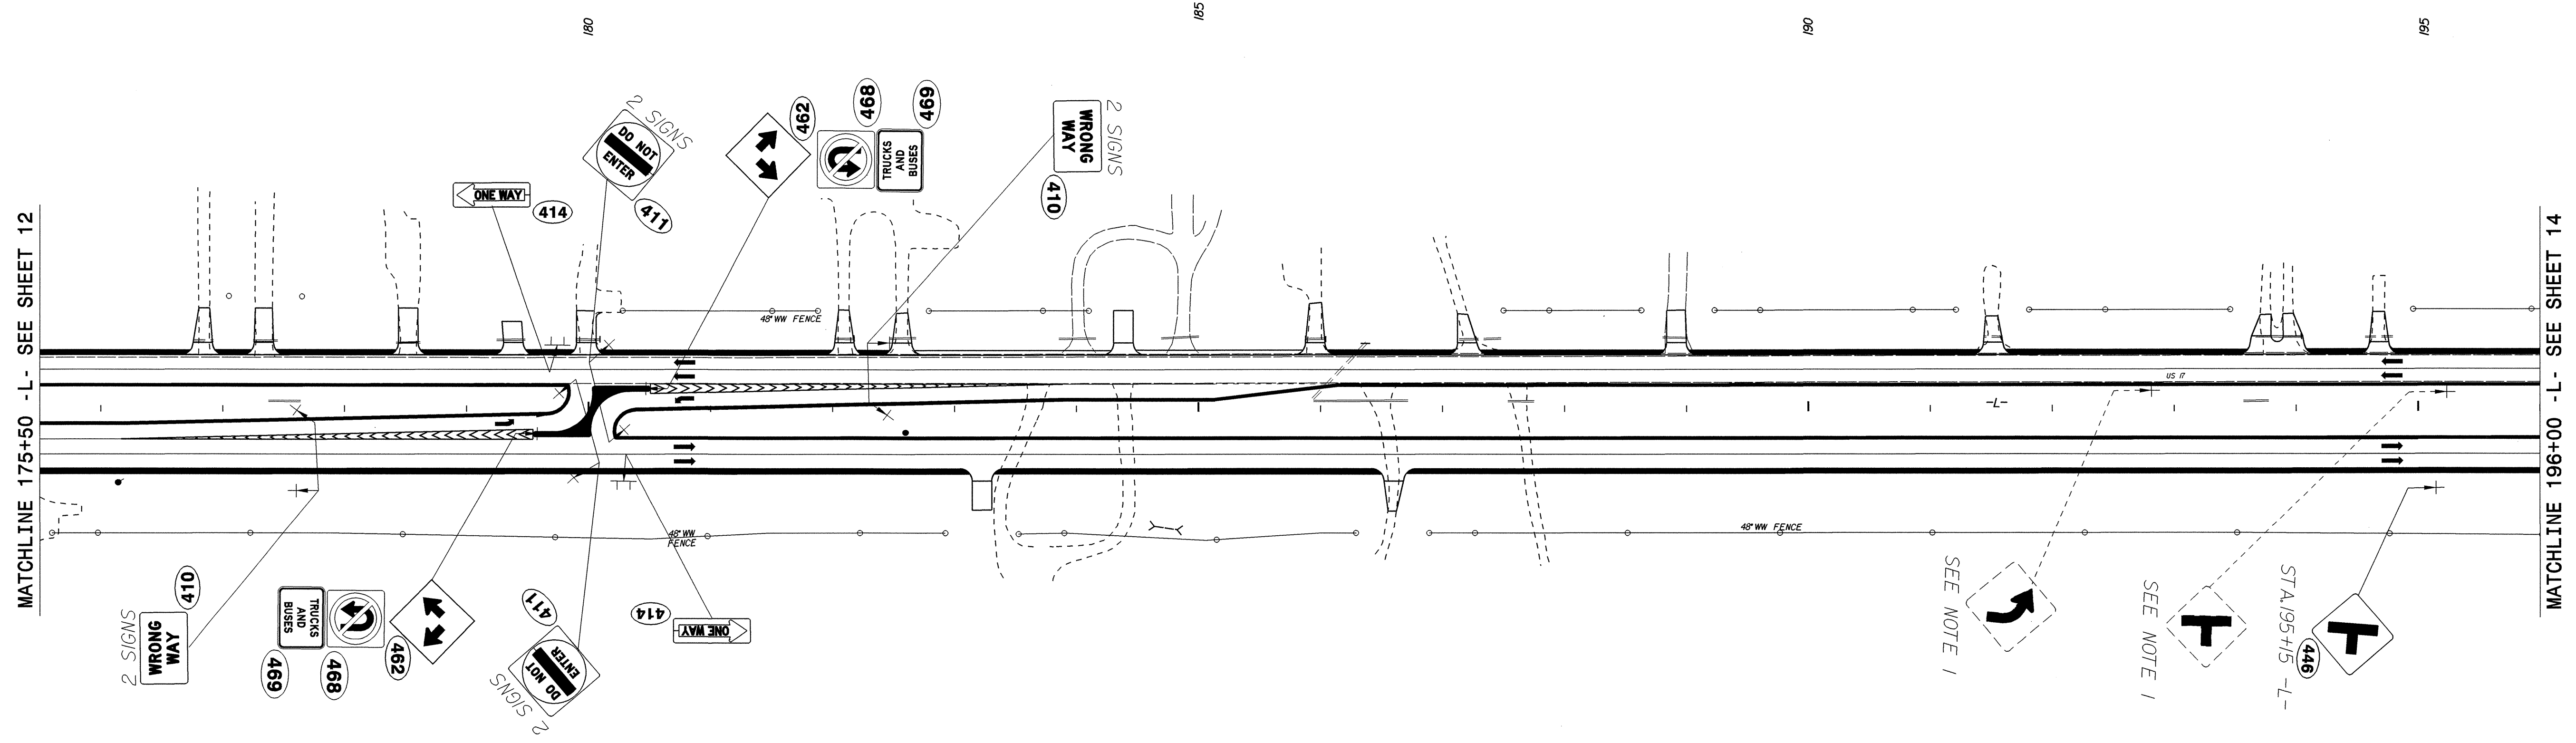 180
185
190
195
MATCHLINE 175+50 -L- SEE SHEET 12
ONE WAY
414
2 SIGNS
DO NOT
ENTER
411
462
468
469
TRUCKS
AND
BUSES
2 SIGNS
WRONG
WAY
410
48" WW FENCE
US 17
-L-
48" WW
FENCE
48" WW FENCE
2 SIGNS
WRONG
WAY
410
TRUCKS
AND
BUSES
469
468
462
411
DO NOT
ENTER
2 SIGNS
414
ONE WAY
SEE NOTE 1
SEE NOTE 1
STA.195+15 -L-
446
MATCHLINE 196+00 -L- SEE SHEET 14